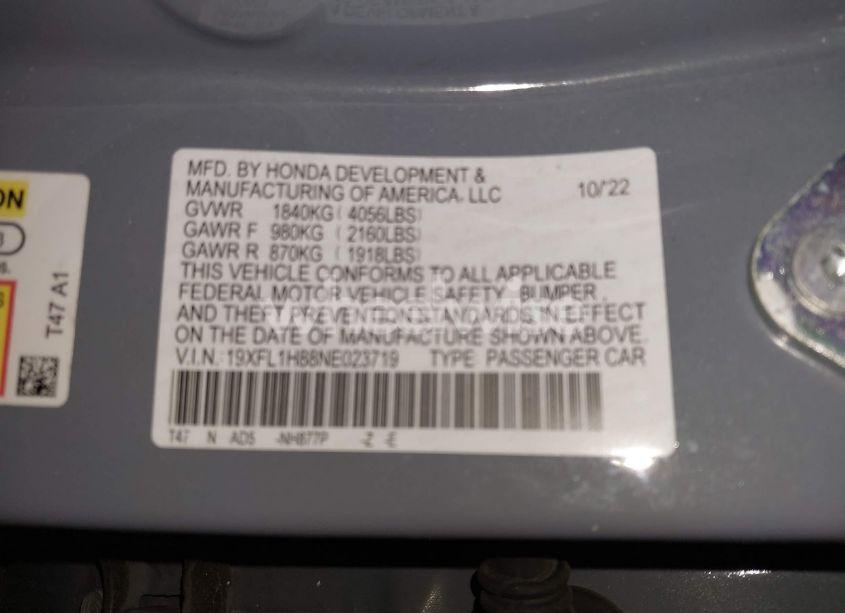 MFD. BY HONDA DEVELOPMENT &
MANUFACTURING OF AMERICA, LLC 10/'22
GVWR 1840KG ( 4056LBS)
GAWR F 980KG ( 2160LBS)
GAWR R 870KG ( 1918LBS)
THIS VEHICLE CONFORMS TO ALL APPLICABLE
FEDERAL MOTOR VEHICLE SAFETY , BUMPER ,
AND THEFT PREVENTION STANDARDS IN EFFECT
ON THE DATE OF MANUFACTURE SHOWN ABOVE.
V.I.N.:19XFL1H88NE023719 TYPE PASSENGER CAR
T47 N AD5 -NH877P -Z -E
ON
T47 A1